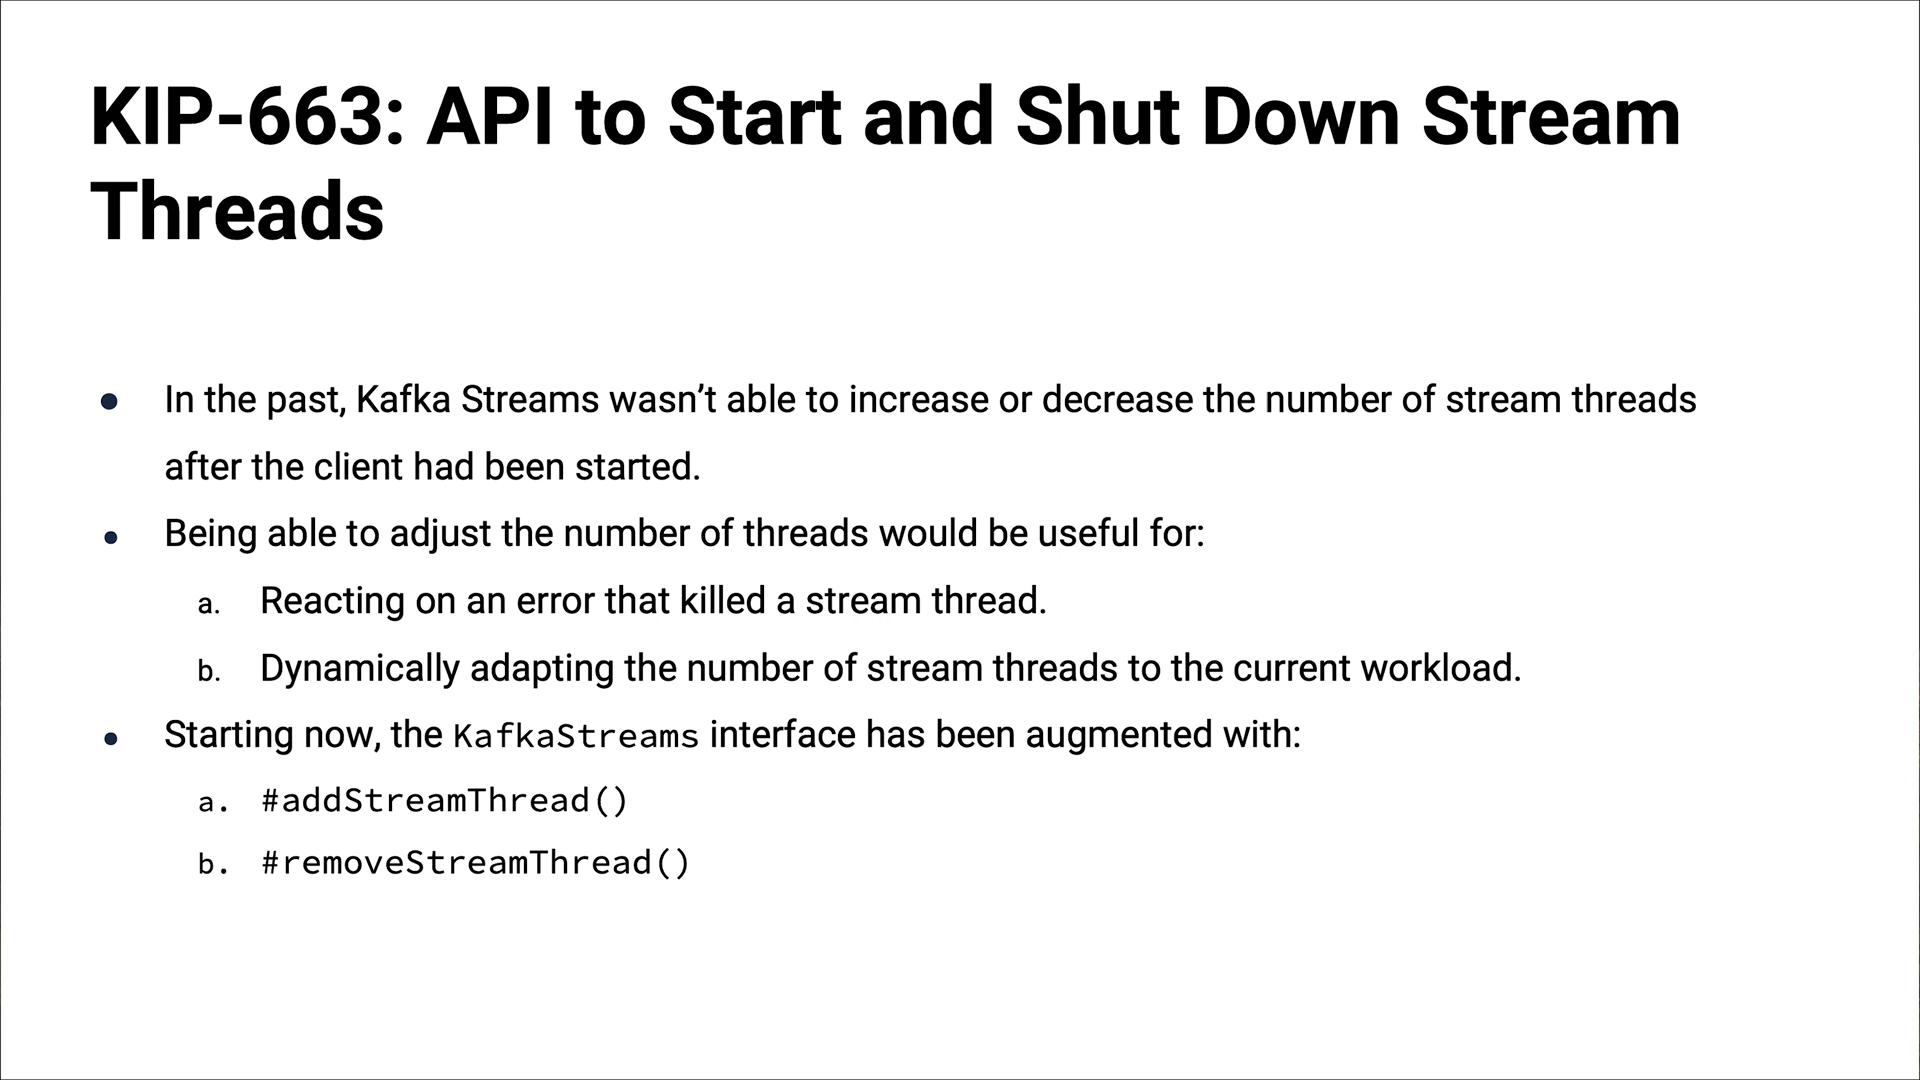 KIP-663: API to Start and Shut Down Stream
Threads
● In the past, Kafka Streams wasn’t able to increase or decrease the number of stream threads
after the client had been started.
● Being able to adjust the number of threads would be useful for:
a. Reacting on an error that killed a stream thread.
b. Dynamically adapting the number of stream threads to the current workload.
● Starting now, the KafkaStreams interface has been augmented with:
a. #addStreamThread()
b. #removeStreamThread()